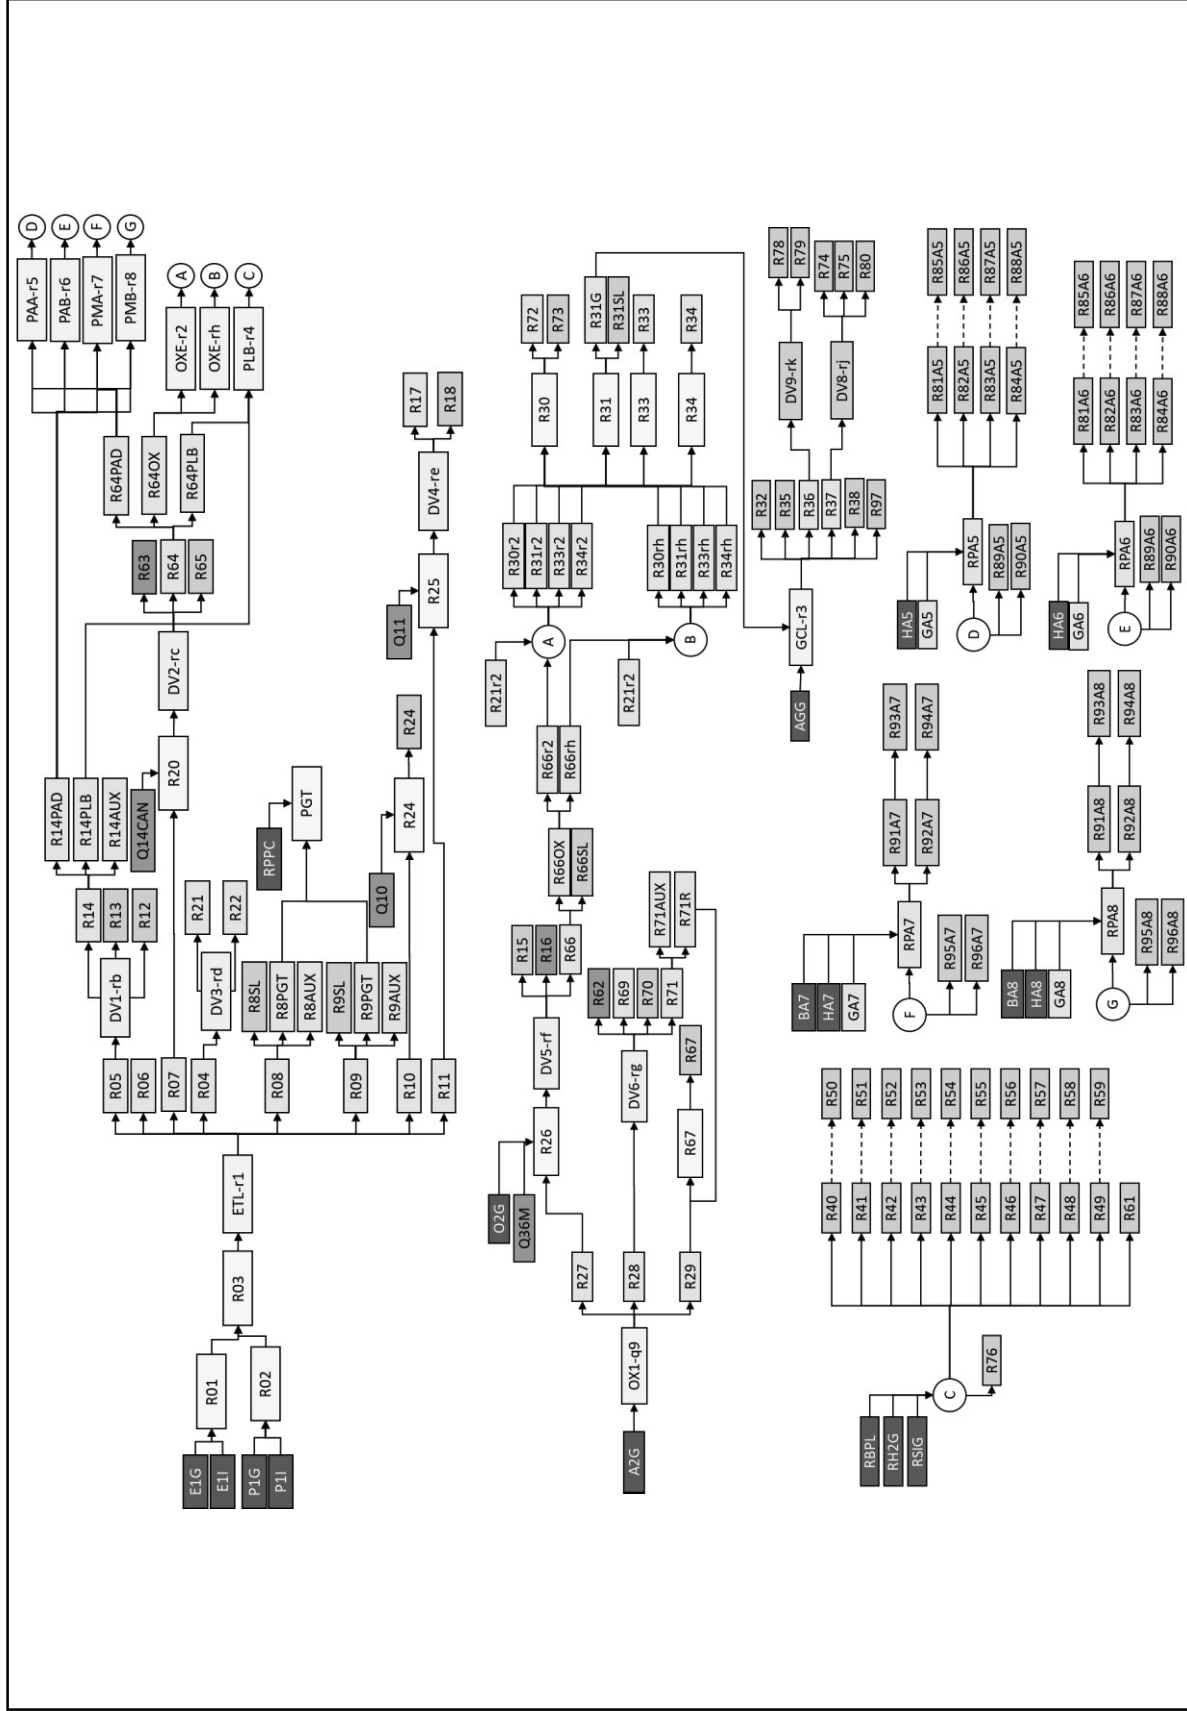 E1G
E1I
P1G
P1I
R01
R02
R03
ETL-r1
R05
R06
R07
R04
R08
R09
R10
R11
DV1-rb
DV3-rd
R14
R13
R12
R21
R22
R8SL
R8PGT
R8AUX
R9SL
R9PGT
R9AUX
R14PAD
R14PLB
R14AUX
Q14CAN
R20
RPPC
PGT
Q10
R24
R24
DV2-rc
R63
R64
R65
R64PAD
R64OX
R64PLB
PAA-r5
PAB-r6
PMA-r7
PMB-r8
D
E
F
G
OXE-r2
OXE-rh
PLB-r4
A
B
C
Q11
R25
DV4-re
R17
R18
A2G
OX1-q9
R27
R28
R29
O2G
Q36M
R26
DV5-rf
R15
R16
R66
DV6-rg
R62
R69
R70
R71
R67
R67
R71AUX
R71R
R66OX
R66SL
R66r2
R66rh
R21r2
A
R21r2
B
R30r2
R31r2
R33r2
R34r2
R30rh
R31rh
R33rh
R34rh
R30
R31
R33
R34
R72
R73
R31G
R31SL
R33
R34
AGG
GCL-r3
R32
R35
R36
R37
R38
R97
DV9-rk
DV8-rj
R78
R79
R74
R75
R80
RBPL
RH2G
RSIG
C
R76
R40
R41
R42
R43
R44
R45
R46
R47
R48
R49
R61
R50
R51
R52
R53
R54
R55
R56
R57
R58
R59
BA7
HA7
GA7
F
RPA7
R95A7
R96A7
R91A7
R92A7
R93A7
R94A7
HA5
GA5
D
RPA5
R89A5
R90A5
R81A5
R82A5
R83A5
R84A5
R85A5
R86A5
R87A5
R88A5
BA8
HA8
GA8
G
RPA8
R95A8
R96A8
R91A8
R92A8
R93A8
R94A8
HA6
GA6
E
RPA6
R89A6
R90A6
R81A6
R82A6
R83A6
R84A6
R85A6
R86A6
R87A6
R88A6